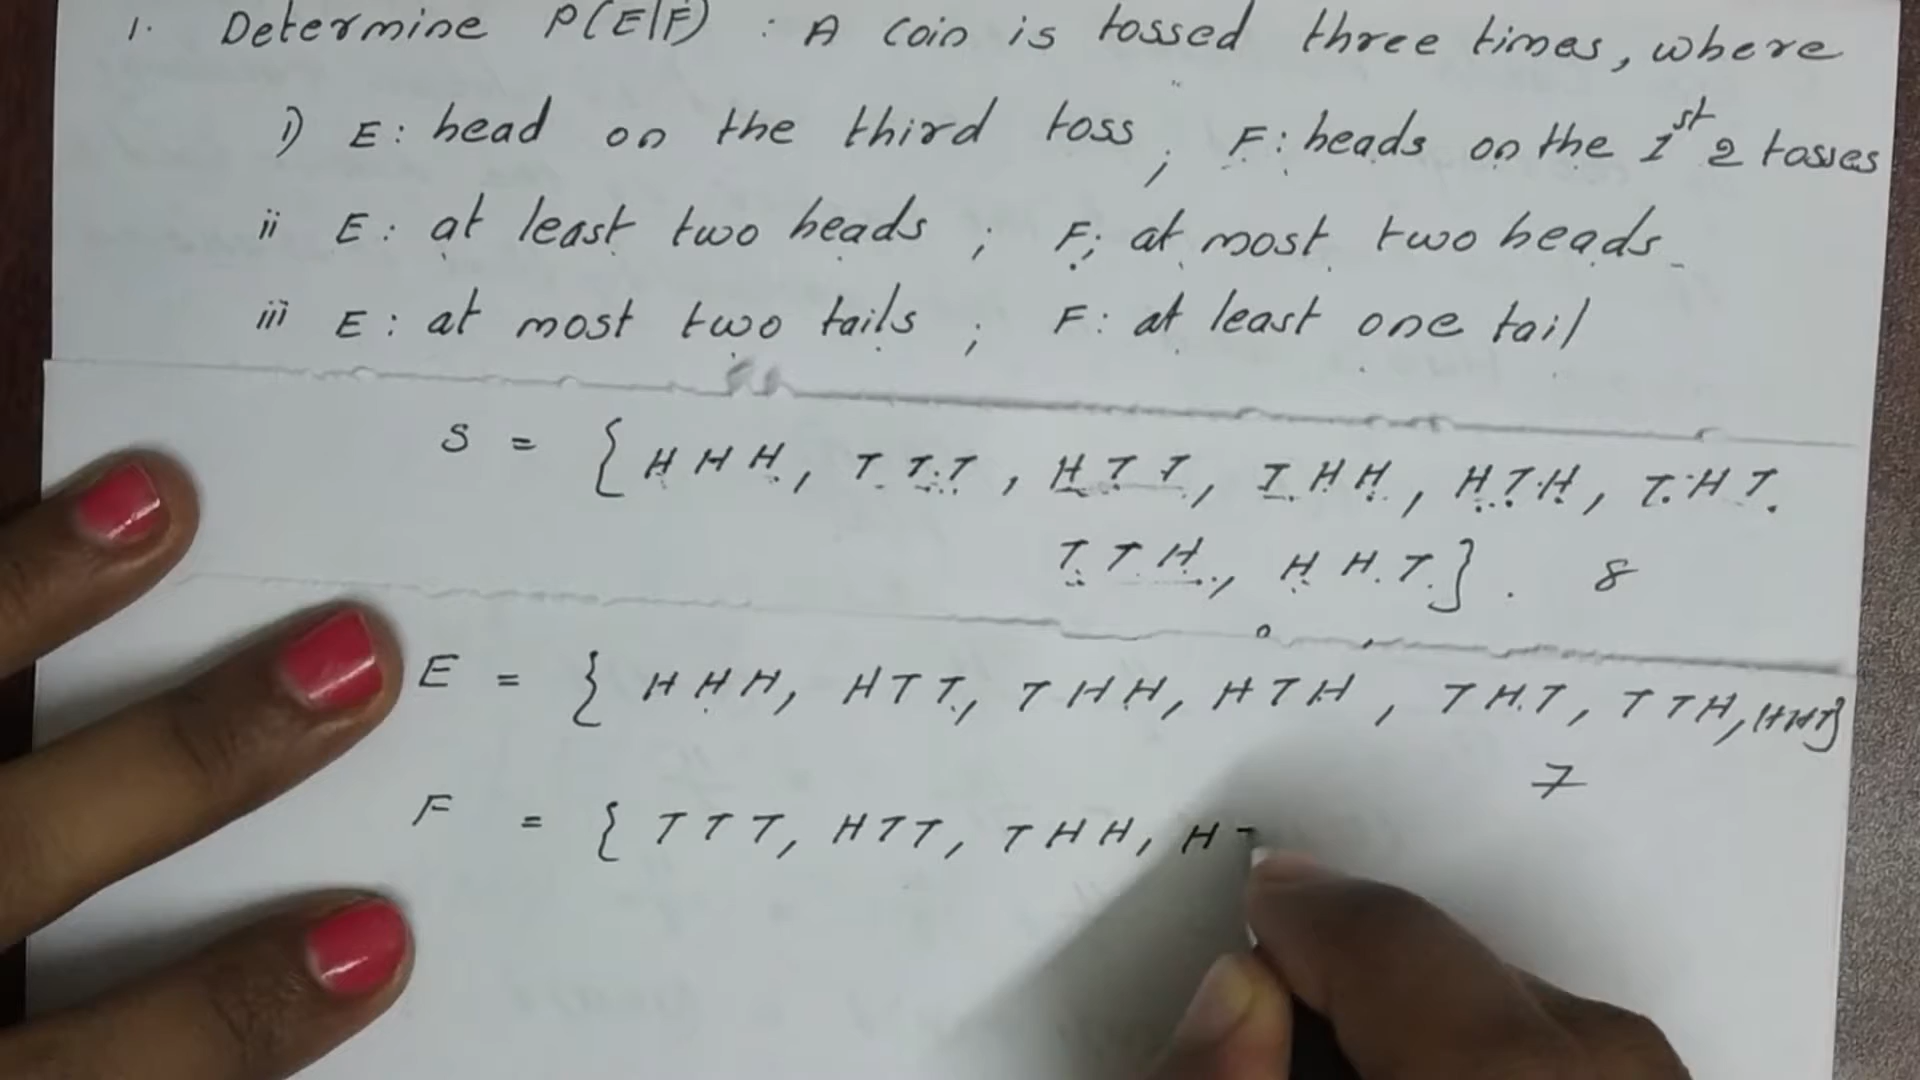 1. Determine P(E|F) : A coin is tossed three times, where
i) E: head on the third toss ; F: heads on the 1st 2 tosses
ii E: at least two heads ; F; at most two heads
iii E: at most two tails ; F: at least one tail
S = { HHH, TTT, HTT, THH, HTH, THT.
TTH, HHT} . 8
E = { HHH, HTT, THH, HTH, THT, TTH, HHT}
7
F = { TTT, HTT, THH, HT